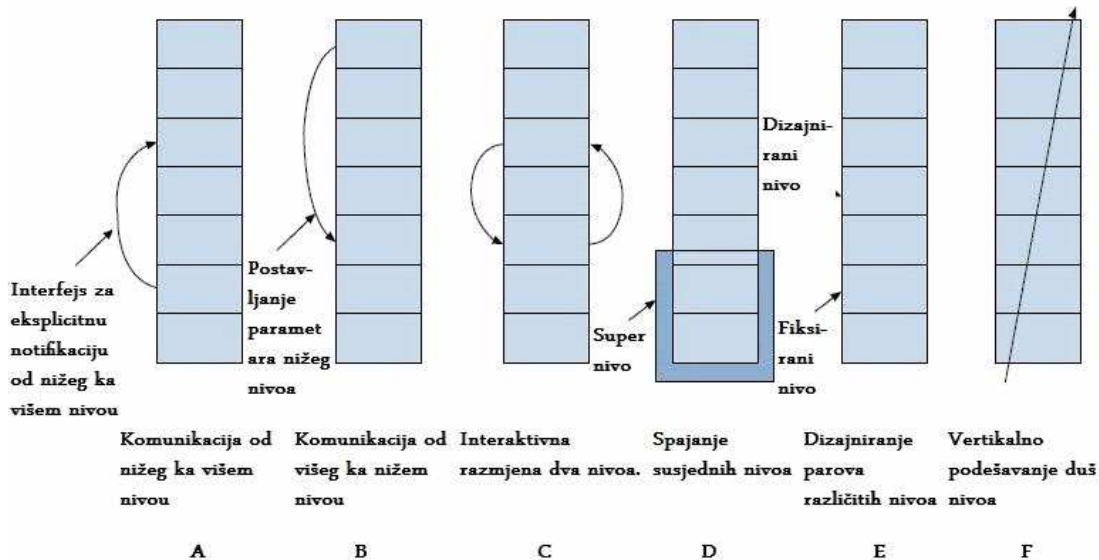 Interfejs za
eksplicitnu
notifikaciju
od nižeg ka
višem nivou
Postav-
ljanje
paramet
ara nižeg
nivoa
Super
nivo
Dizajni-
rani
nivo
Fiksi-
rani
nivo
Komunikacija od
nižeg ka višem
nivou
Komunikacija od
višeg ka nižem
nivou
Interaktivna
razmjena dva nivoa.
Spajanje
susjednih nivoa
Dizajniranje
parova
različitih nivoa
Vertikalno
podešavanje duš
nivoa
A
B
C
D
E
F